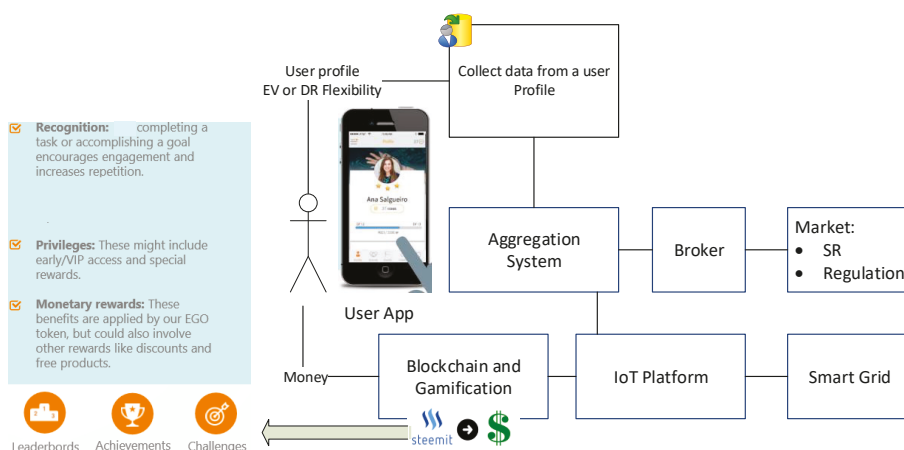 User profile
EV or DR Flexibility
Collect data from a user
Profile
Recognition: completing a
task or accomplishing a goal
encourages engagement and
increases repetition.
Privileges: These might include
early/VIP access and special
rewards.
Monetary rewards: These
benefits are applied by our EGO
token, but could also involve
other rewards like discounts and
free products.
Leaderbords
Achievements
Challenges
Ana Salgueiro
User App
Money
Aggregation
System
Broker
Market:
• SR
• Regulation
Blockchain and
Gamification
IoT Platform
Smart Grid
steemit
$